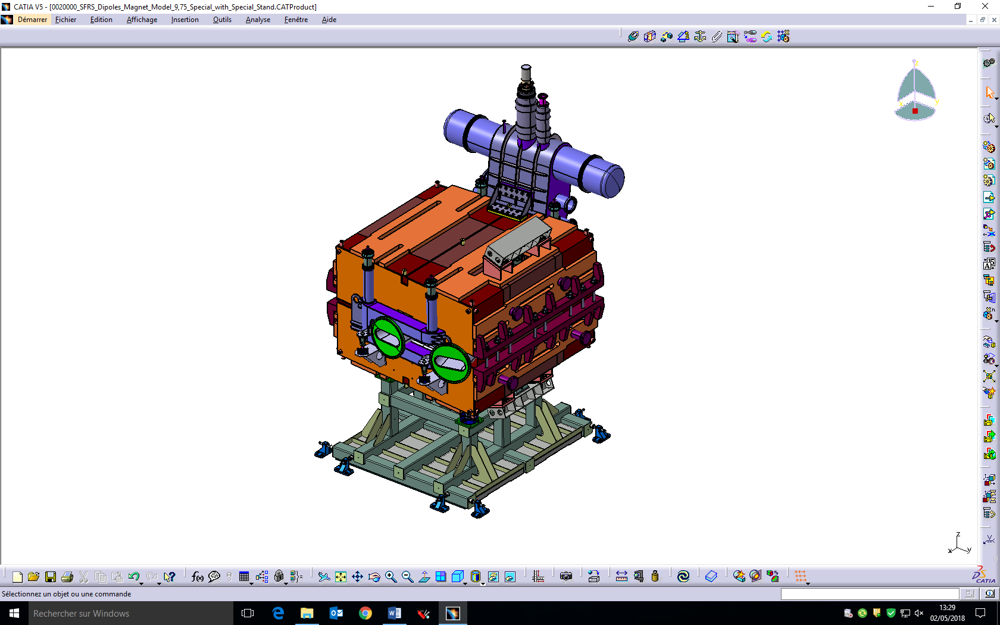 CATIA V5 - [0020000_SFRS_Dipoles_Magnet_Model_9,75_Special_with_Special_Stand.CATProduct]
Démarrer Fichier Edition Affichage Insertion Outils Analyse Fenêtre Aide
z
x y
z
x y
f(x)
CATIA
Sélectionnez un objet ou une commande
Rechercher sur Windows
13:29
02/05/2018